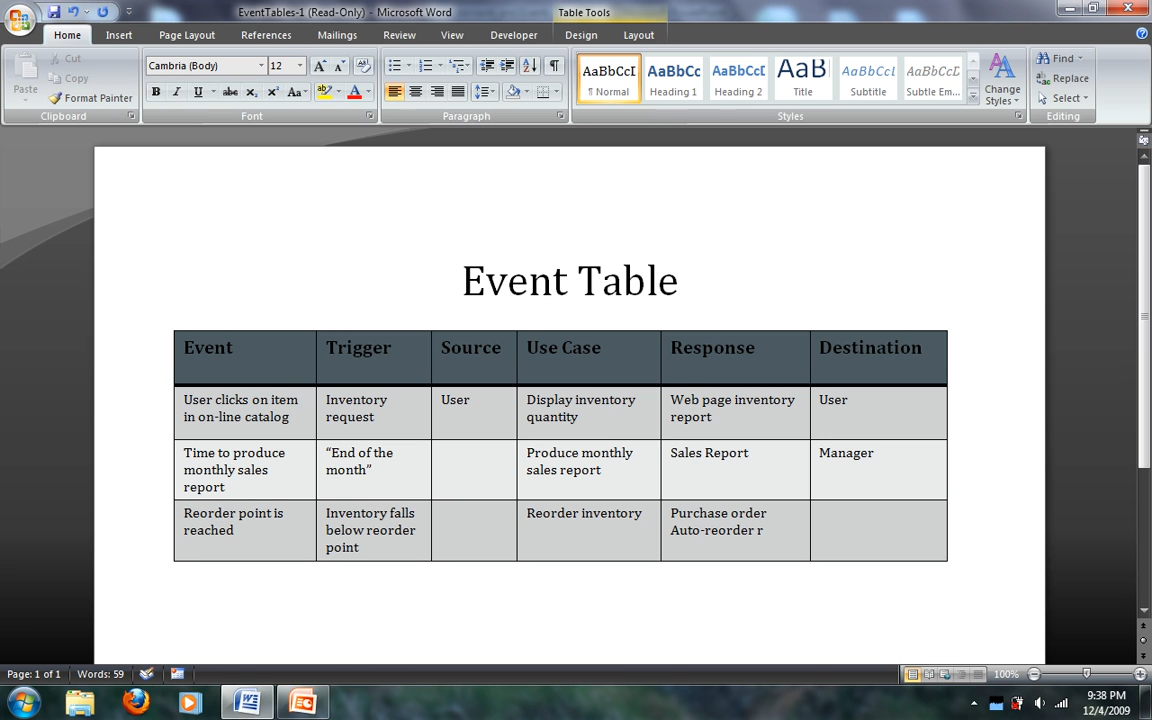 EventTables-1 (Read-Only) - Microsoft Word
Table Tools
Home Insert Page Layout References Mailings Review View Developer Design Layout
Paste
Cut
Copy
Format Painter
Clipboard
Cambria (Body) 12
Font
Paragraph
AaBbCcI AaBbCc AaBbCcI AaB AaBbCcI AaBbCcD
¶ Normal Heading 1 Heading 2 Title Subtitle Subtle Em...
Change
Styles
Styles
Find
Replace
Select
Editing
Event Table
Event Trigger Source Use Case Response Destination
User clicks on item Inventory User Display inventory Web page inventory User
in on-line catalog request quantity report
Time to produce "End of the Produce monthly Sales Report Manager
monthly sales month" sales report
report
Reorder point is Inventory falls Reorder inventory Purchase order
reached below reorder Auto-reorder r
point
Page: 1 of 1 Words: 59 100%
9:38 PM
12/4/2009